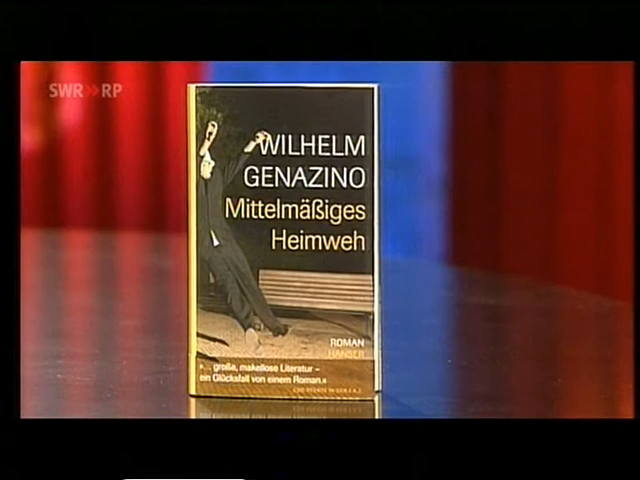 SWR»RP
WILHELM
GENAZINO
Mittelmäßiges
Heimweh
ROMAN
HANSER
»... große, makellose Literatur –
ein Glücksfall von einem Roman.«